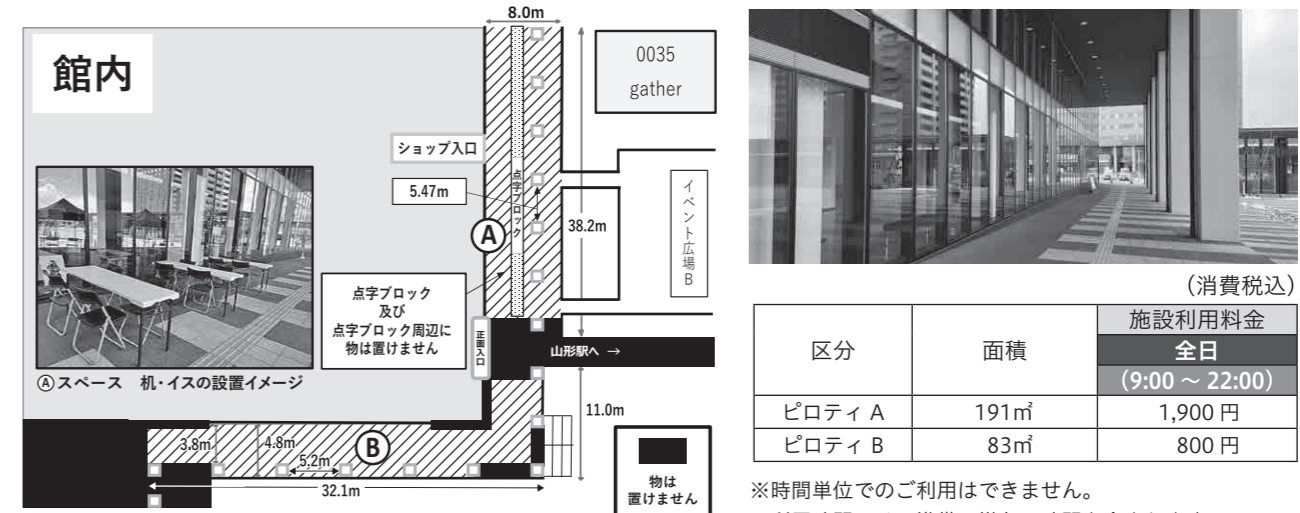 8.0m
館内
0035
gather
ショップ入口
5.47m
点字ブロック
Ⓐ
38.2m
イベント広場B
点字ブロック
及び
点字ブロック周辺に
物は置けません
正面入口
山形駅へ →
Ⓐスペース 机・イスの設置イメージ
11.0m
3.8m
4.8m
Ⓑ
5.2m
32.1m
物は
置けません
(消費税込)
区分 面積 施設利用料金
全日
(9:00 ~ 22:00)
ピロティ A 191㎡ 1,900 円
ピロティ B 83㎡ 800 円
※時間単位でのご利用はできません。